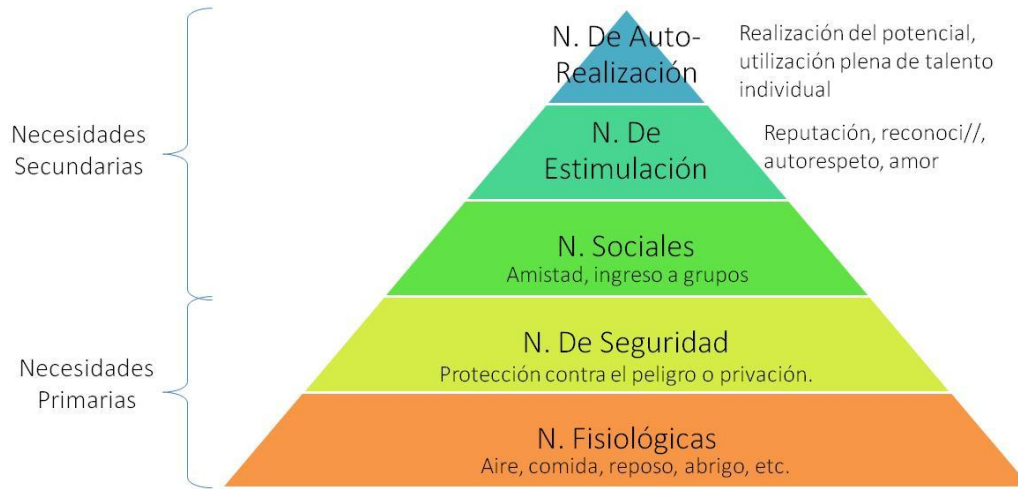 N. De Auto-
Realización
Realización del potencial,
utilización plena de talento
individual
Necesidades
Secundarias
N. De
Estimulación
Reputación, reconoci//,
autorespeto, amor
N. Sociales
Amistad, ingreso a grupos
Necesidades
Primarias
N. De Seguridad
Protección contra el peligro o privación.
N. Fisiológicas
Aire, comida, reposo, abrigo, etc.